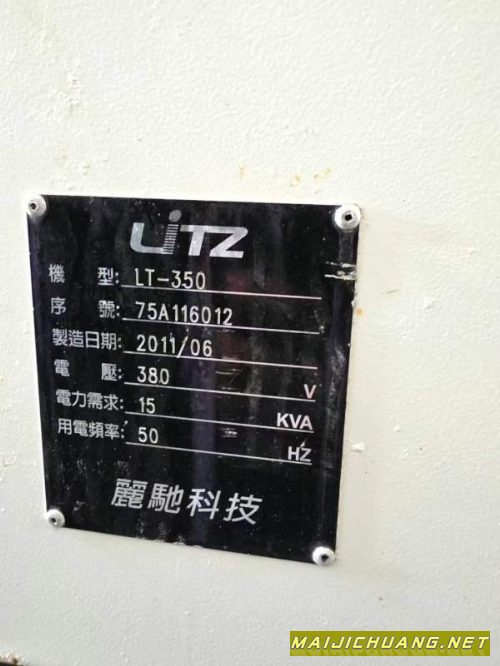 LiTZ
機 型: LT-350
序 號: 75A116012
製造日期: 2011/06
電 壓: 380 V
電力需求: 15 KVA
用電頻率: 50 HZ
麗馳科技
MAIJICHUANG.NET